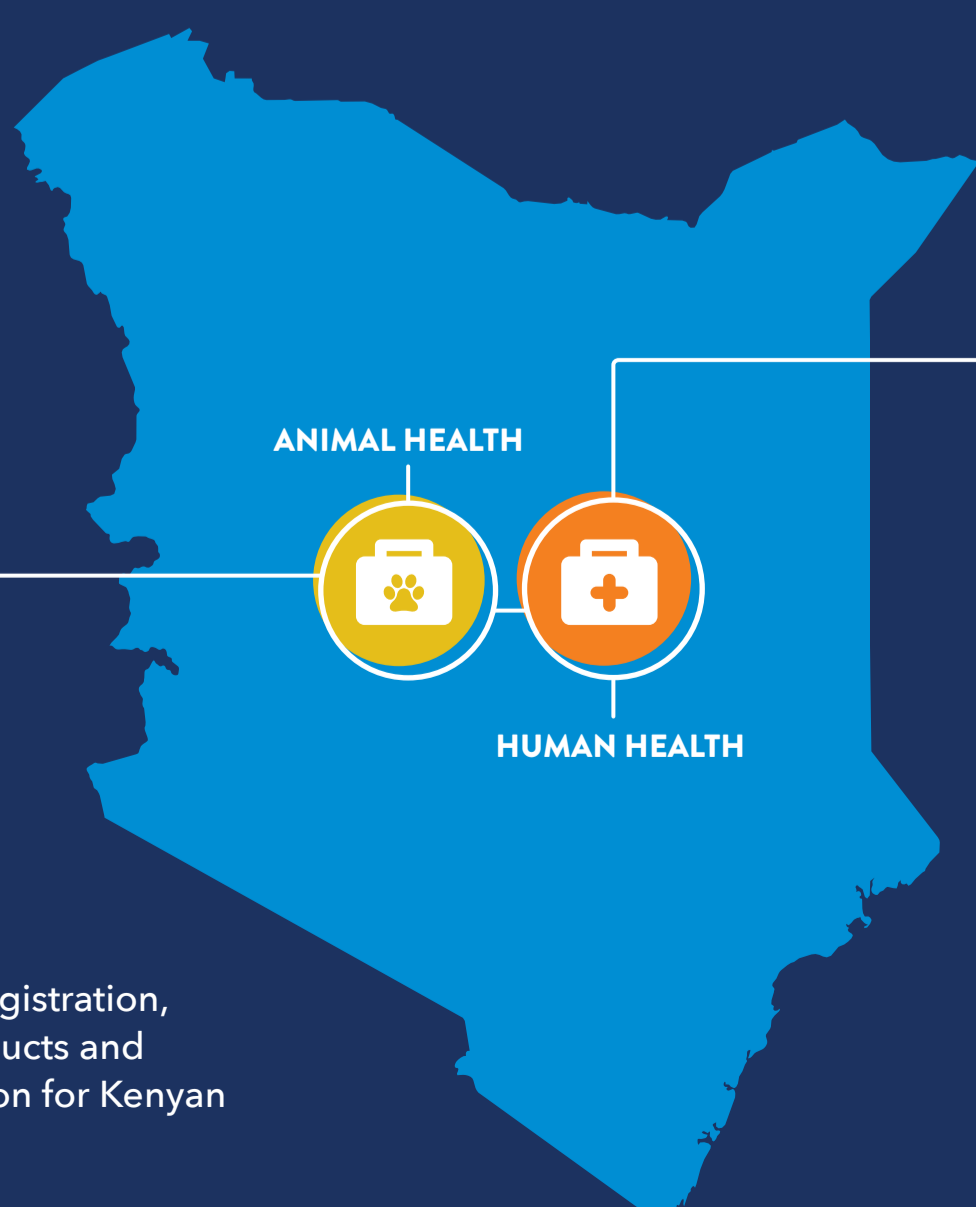 ANIMAL HEALTH
HUMAN HEALTH
gistration,
ucts and
on for Kenyan